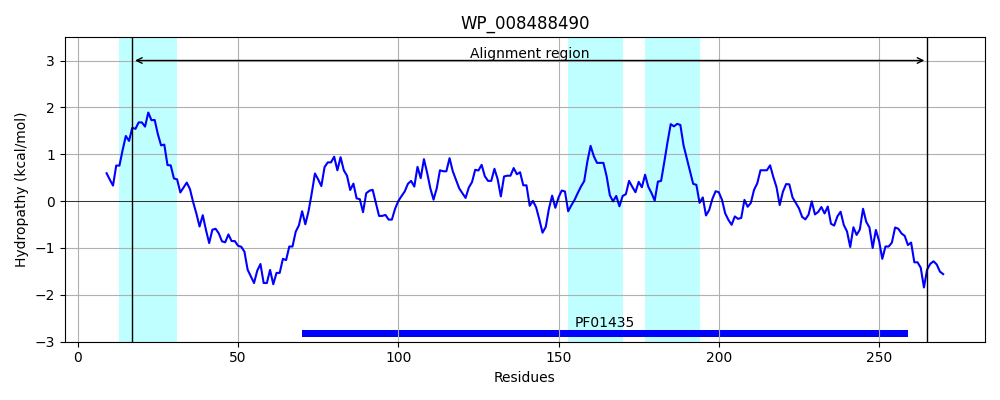 WP_008488490
Alignment region
3
2
1
0
−1
−2
−3
Hydropathy (kcal/mol)
PF01435
0
50
100
150
200
250
Residues